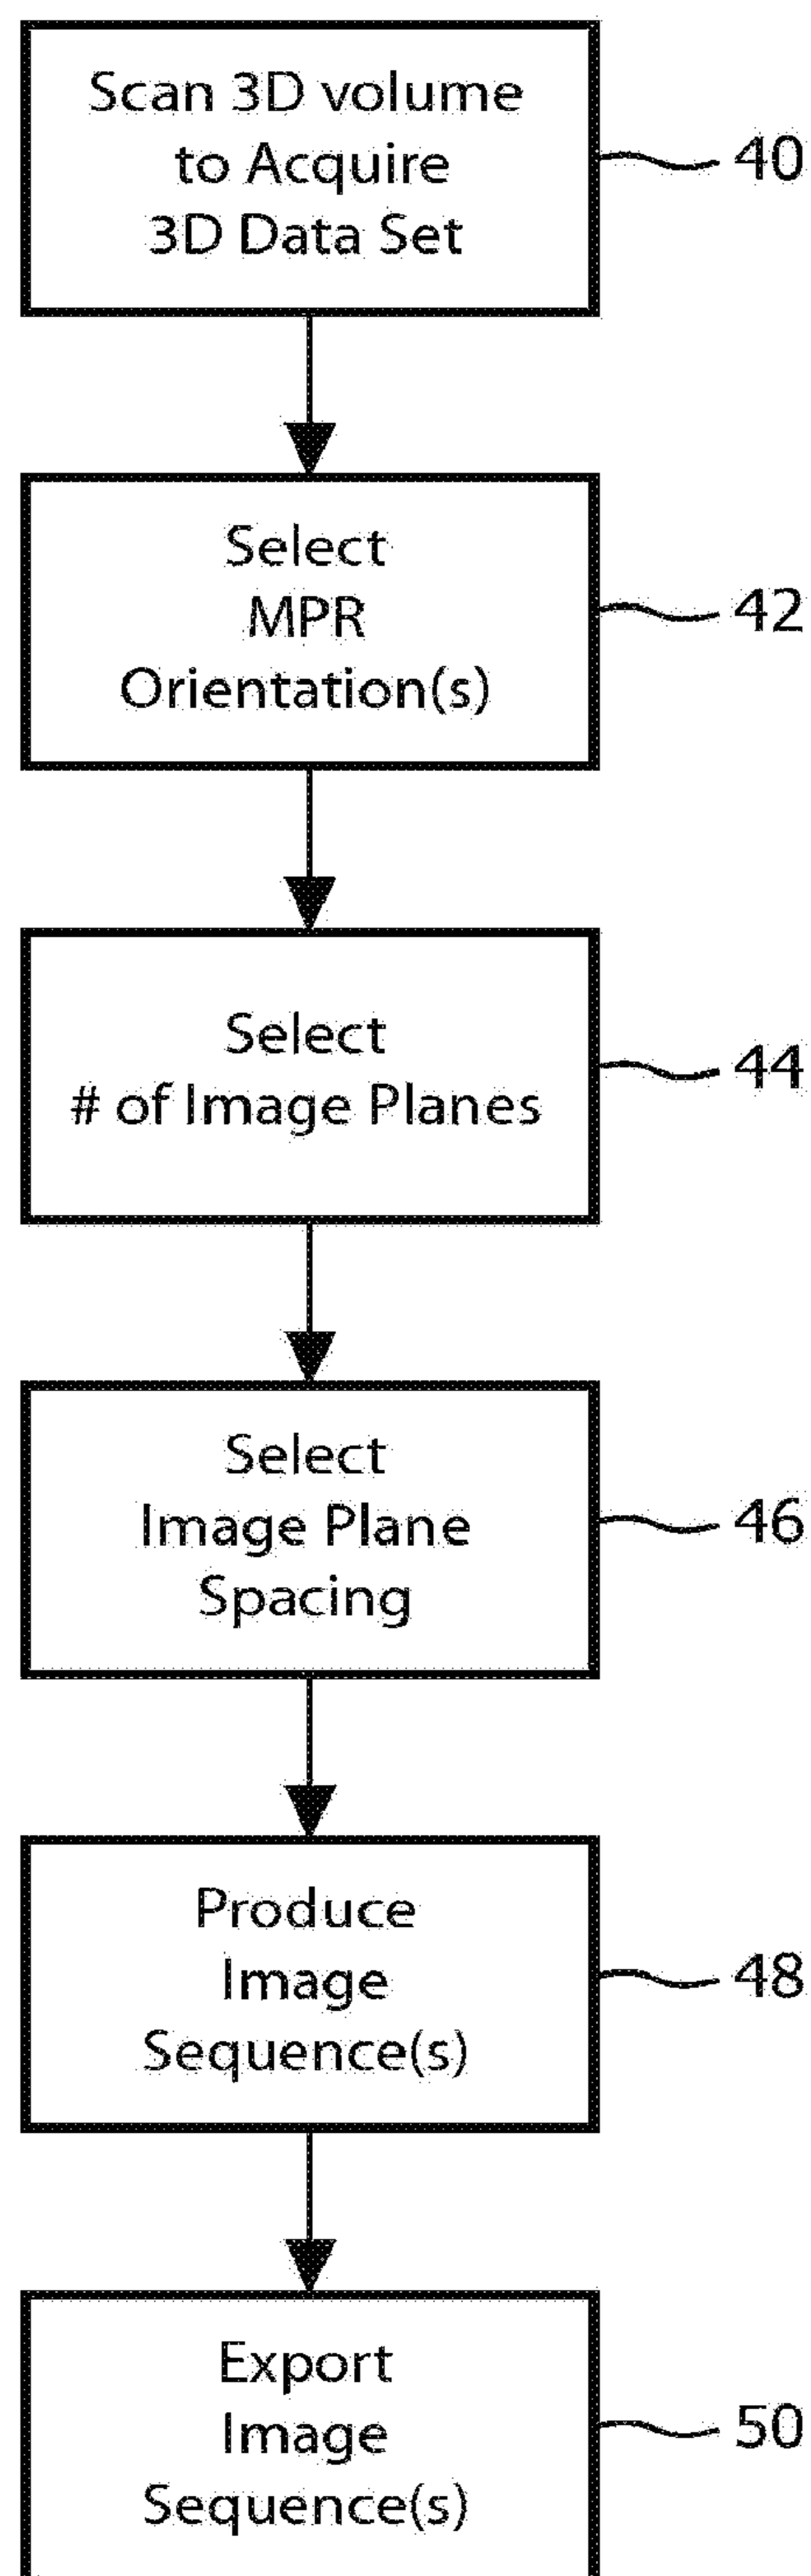 Scan 3D volume
to Acquire
3D Data Set
40
Select
MPR
Orientation(s)
42
Select
# of Image Planes
44
Select
Image Plane
Spacing
46
Produce
Image
Sequence(s)
48
Export
Image
Sequence(s)
50